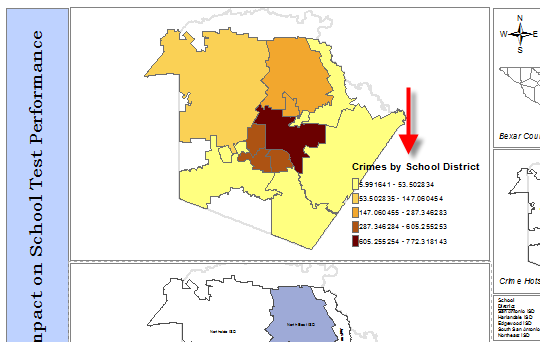 mpact on School Test Performance
Crimes by School District
5.991641 - 53.502834
53.502835 - 147.060454
147.060455 - 287.346283
287.346284 - 605.255253
605.255254 - 772.318143
N
W E
S
Bexar Coun
Crime Hots
School
District
San Antonio ISD
Harlandale ISD
Edgewood ISD
South San Antonio
Northeast ISD
Northside ISD
North East ISD